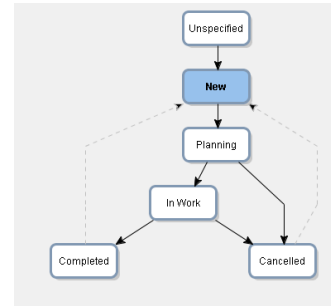 Unspecified
New
Planning
In Work
Completed
Cancelled